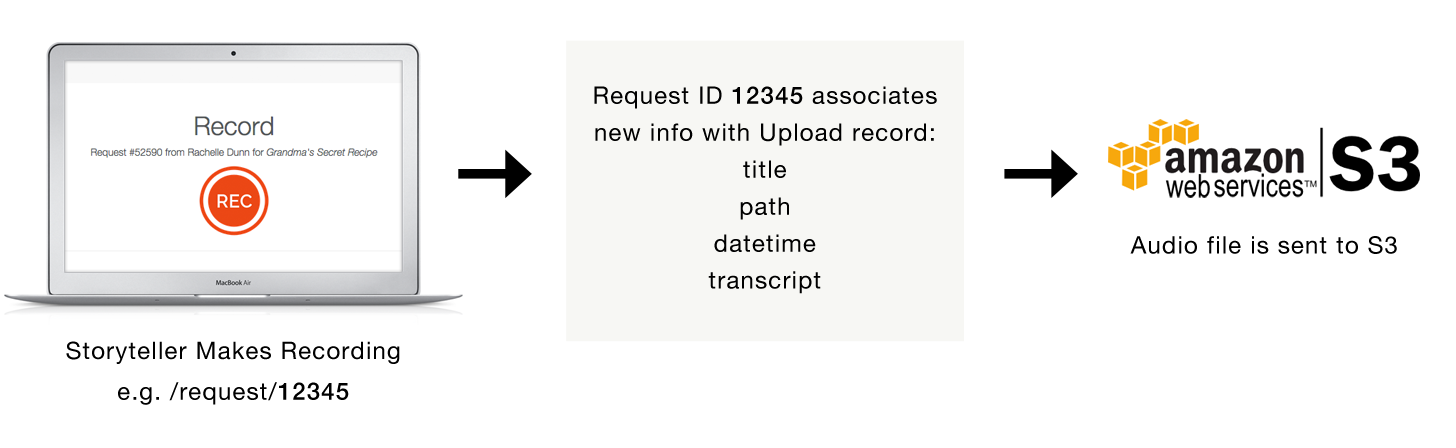 Record
Request #52590 from Rachelle Dunn for Grandma's Secret Recipe
REC
MacBook Air
Storyteller Makes Recording
e.g. /request/12345
Request ID 12345 associates
new info with Upload record:
title
path
datetime
transcript
amazon
web services™
S3
Audio file is sent to S3